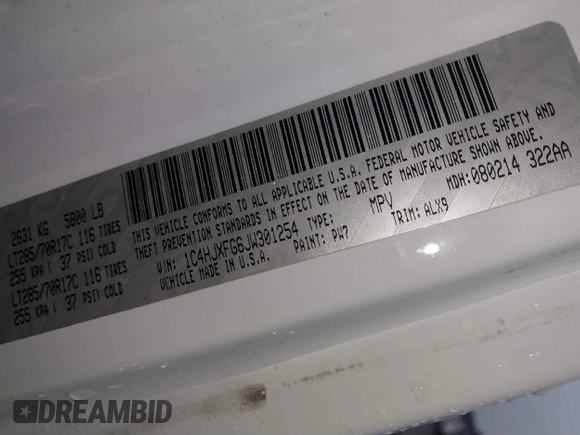 2631 KG 5800 LB
LT285/70R17C 116 TIRES
255 KPA ( 37 PSI) COLD
LT285/70R17C 116 TIRES
255 KPA ( 37 PSI) COLD
THIS VEHICLE CONFORMS TO ALL APPLICABLE U.S.A. FEDERAL MOTOR VEHICLE SAFETY AND
THEFT PREVENTION STANDARDS IN EFFECT ON THE DATE OF MANUFACTURE SHOWN ABOVE.
VIN: 1C4HJXFG6JW301254 TYPE: MPV MDH: 080214 322AA
VEHICLE MADE IN U.S.A. PAINT: PW7 TRIM: ALX9
DREAMBID